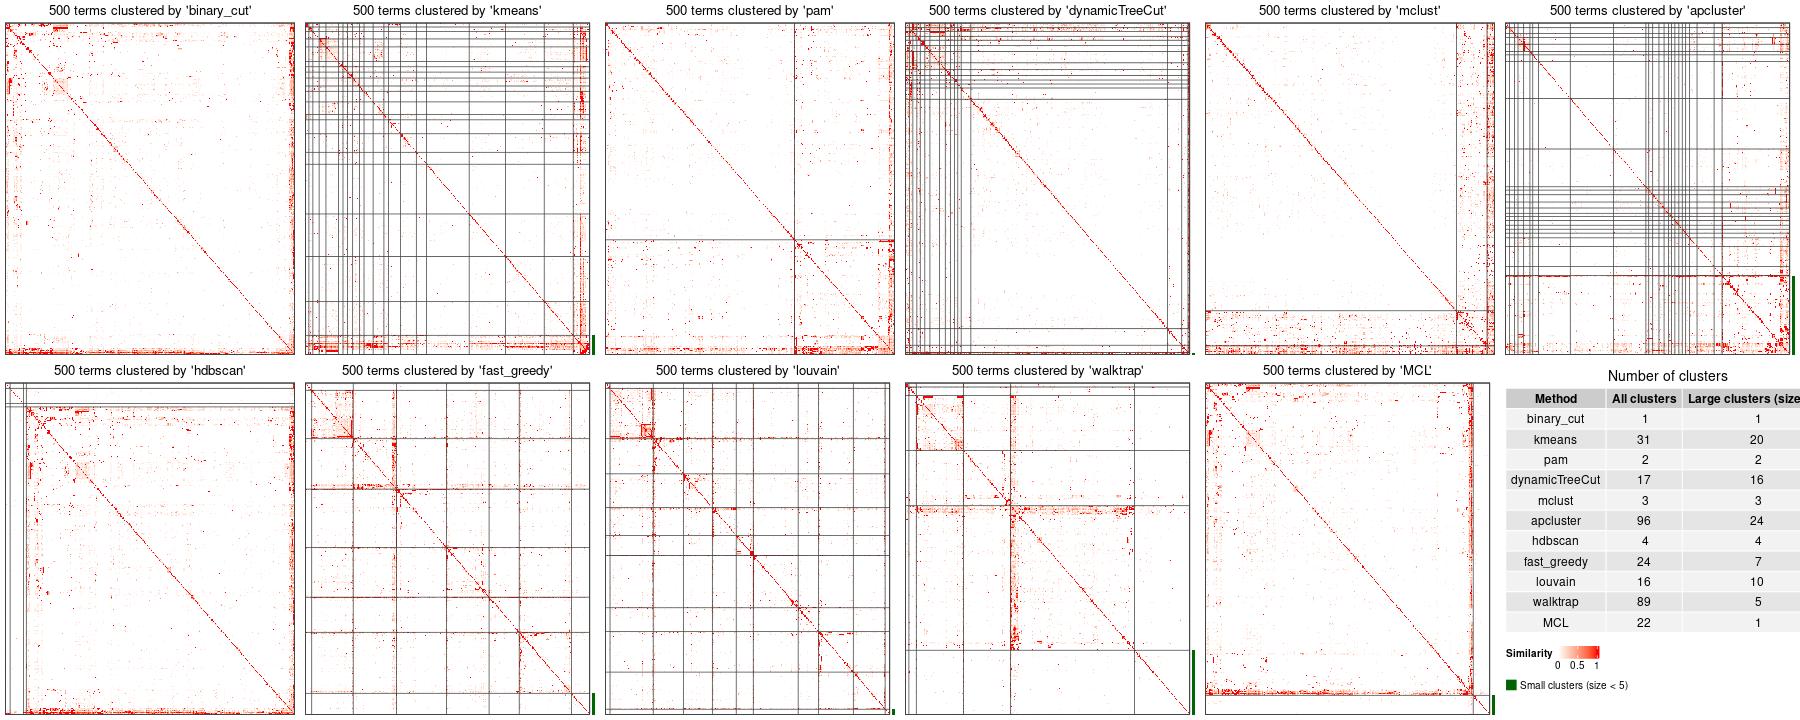 500 terms clustered by 'binary_cut'
500 terms clustered by 'kmeans'
500 terms clustered by 'pam'
500 terms clustered by 'dynamicTreeCut'
500 terms clustered by 'mclust'
500 terms clustered by 'apcluster'
500 terms clustered by 'hdbscan'
500 terms clustered by 'fast_greedy'
500 terms clustered by 'louvain'
500 terms clustered by 'walktrap'
500 terms clustered by 'MCL'
Number of clusters
Method All clusters Large clusters (size
binary_cut 1 1
kmeans 31 20
pam 2 2
dynamicTreeCut 17 16
mclust 3 3
apcluster 96 24
hdbscan 4 4
fast_greedy 24 7
louvain 16 10
walktrap 89 5
MCL 22 1
Similarity
0 0.5 1
Small clusters (size < 5)